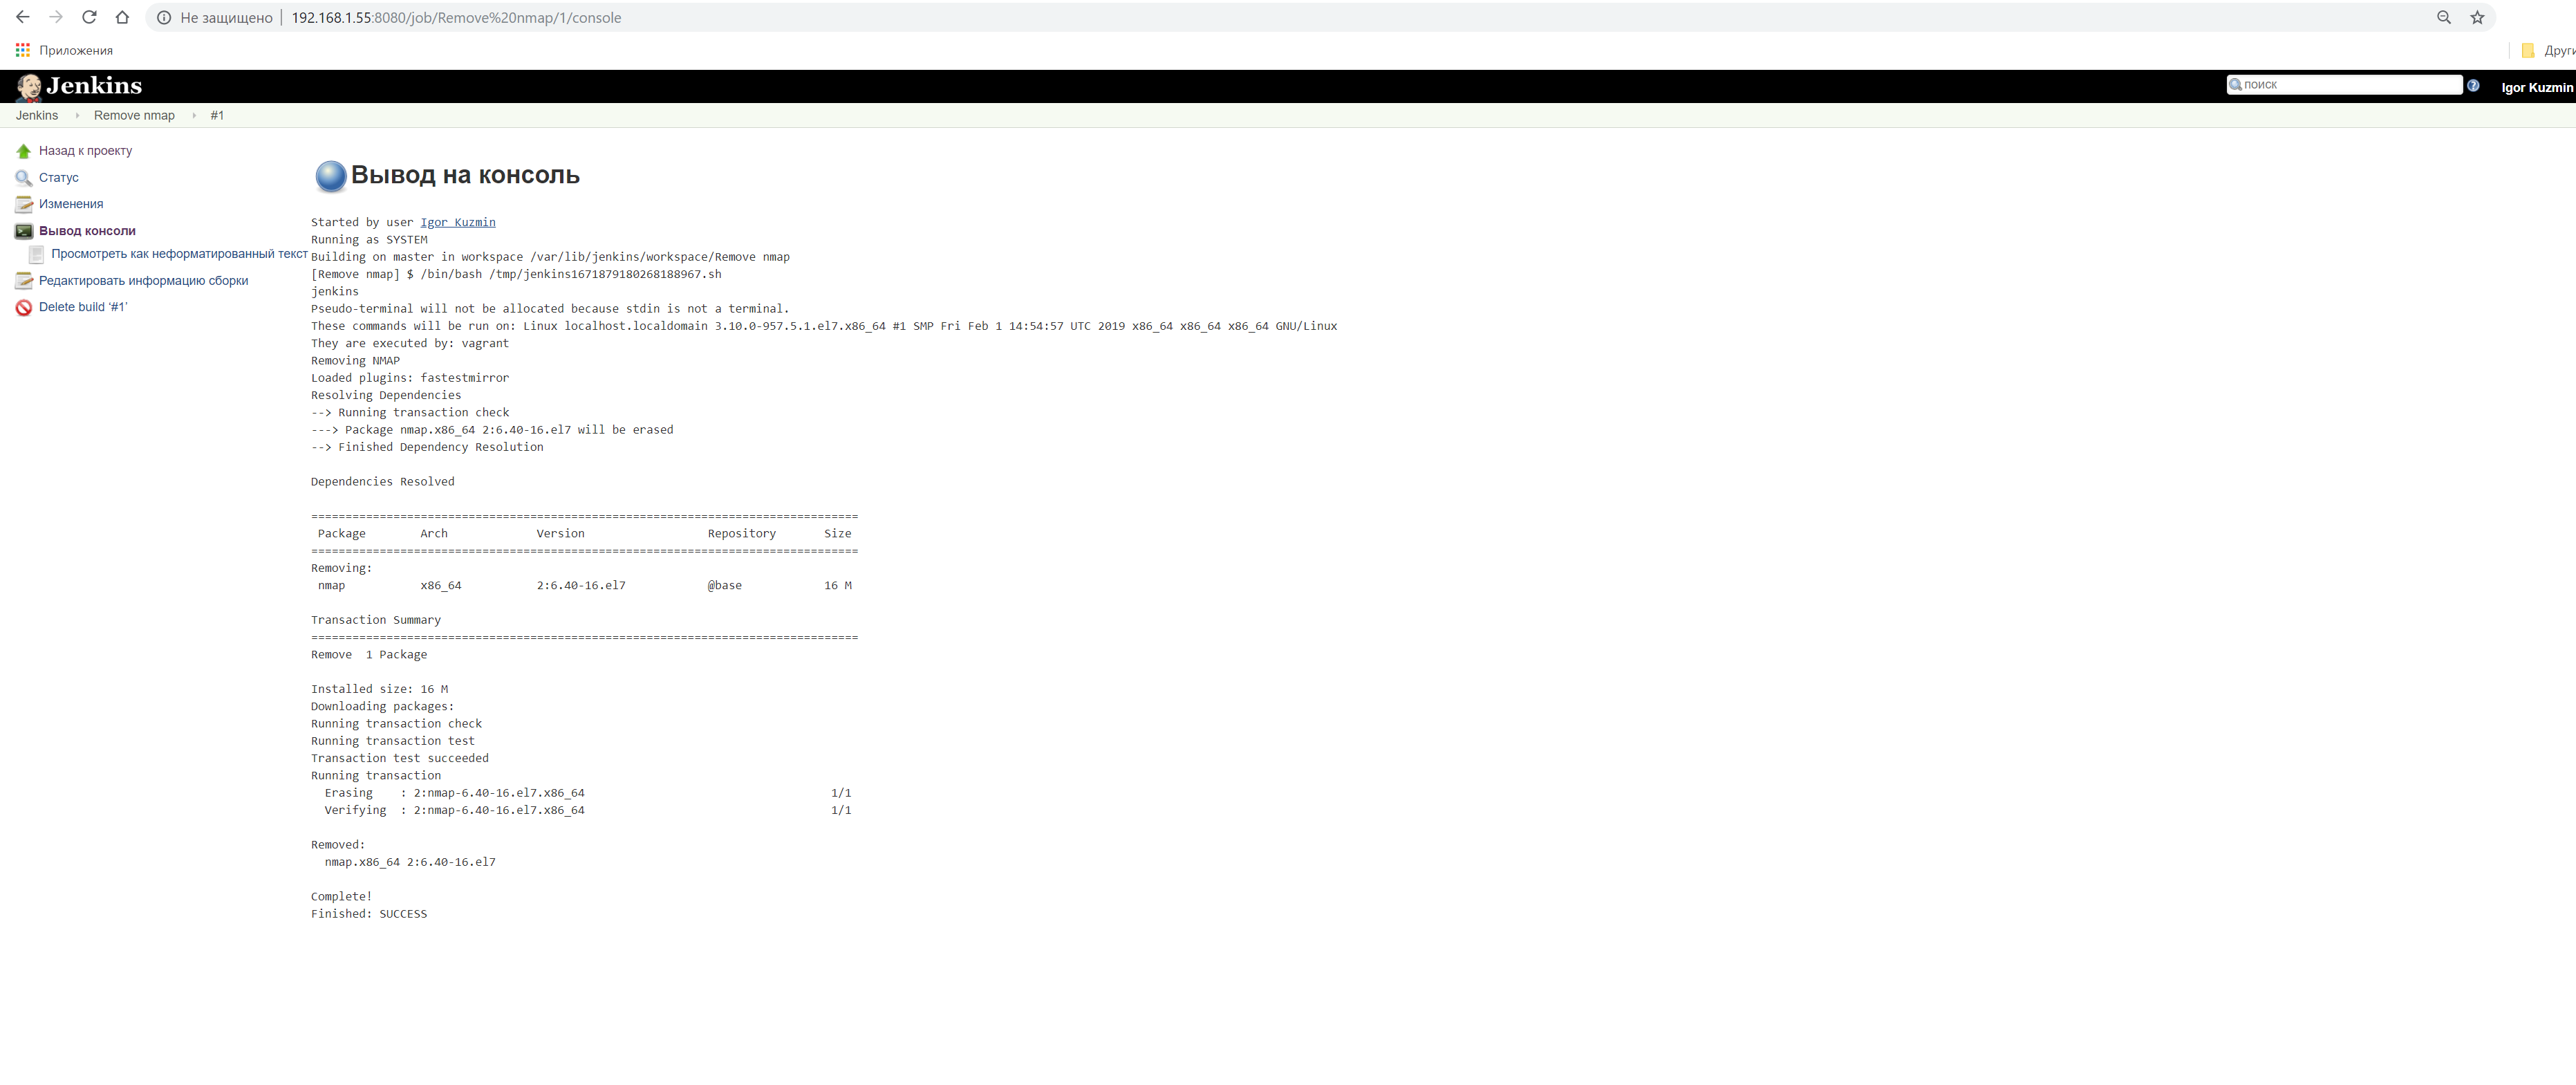 Не защищено | 192.168.1.55:8080/job/Remove%20nmap/1/console
Приложения
Jenkins
поиск
Igor Kuzmin
Jenkins
Remove nmap
#1
Назад к проекту
Статус
Изменения
Вывод консоли
Просмотреть как неформатированный текст
Редактировать информацию сборки
Delete build ‘#1’
Вывод на консоль
Started by user Igor Kuzmin
Running as SYSTEM
Building on master in workspace /var/lib/jenkins/workspace/Remove nmap
[Remove nmap] $ /bin/bash /tmp/jenkins1671879180268188967.sh
jenkins
Pseudo-terminal will not be allocated because stdin is not a terminal.
These commands will be run on: Linux localhost.localdomain 3.10.0-957.5.1.el7.x86_64 #1 SMP Fri Feb 1 14:54:57 UTC 2019 x86_64 x86_64 x86_64 GNU/Linux
They are executed by: vagrant
Removing NMAP
Loaded plugins: fastestmirror
Resolving Dependencies
--> Running transaction check
---> Package nmap.x86_64 2:6.40-16.el7 will be erased
--> Finished Dependency Resolution
Dependencies Resolved
================================================================================
Package Arch Version Repository Size
================================================================================
Removing:
nmap x86_64 2:6.40-16.el7 @base 16 M
Transaction Summary
================================================================================
Remove 1 Package
Installed size: 16 M
Downloading packages:
Running transaction check
Running transaction test
Transaction test succeeded
Running transaction
Erasing : 2:nmap-6.40-16.el7.x86_64 1/1
Verifying : 2:nmap-6.40-16.el7.x86_64 1/1
Removed:
nmap.x86_64 2:6.40-16.el7
Complete!
Finished: SUCCESS